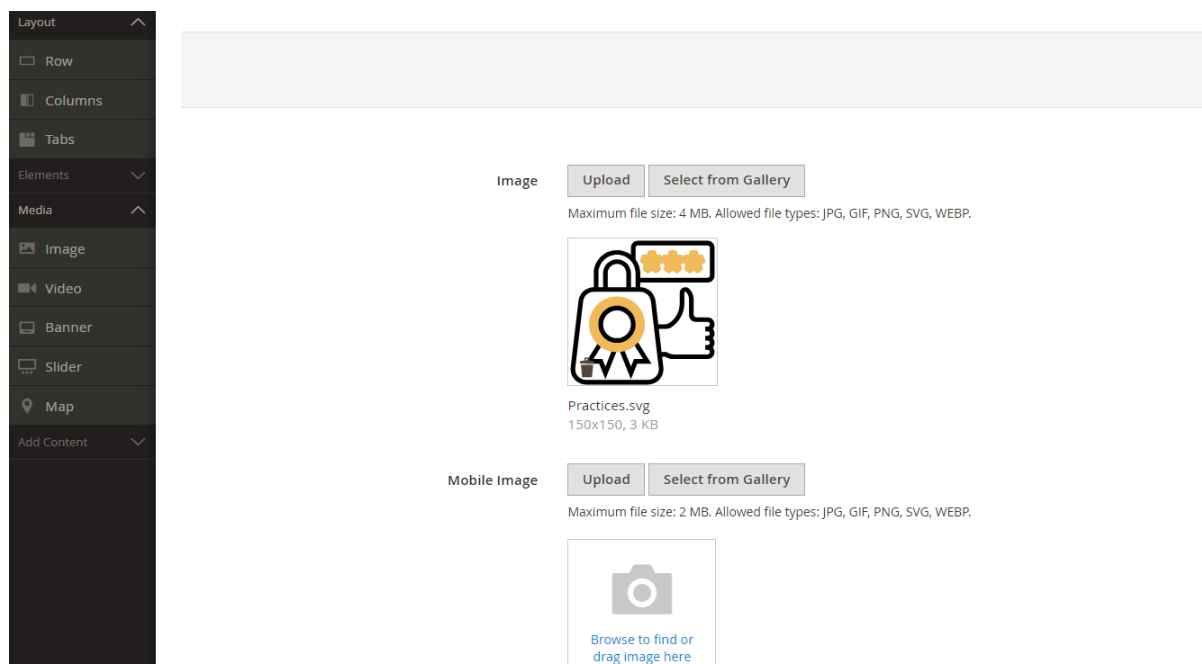 Layout
Row
Columns
Tabs
Elements
Media
Image
Video
Banner
Slider
Map
Add Content
Image
Upload
Select from Gallery
Maximum file size: 4 MB. Allowed file types: JPG, GIF, PNG, SVG, WEBP.
Practices.svg
150x150, 3 KB
Mobile Image
Upload
Select from Gallery
Maximum file size: 2 MB. Allowed file types: JPG, GIF, PNG, SVG, WEBP.
Browse to find or
drag image here